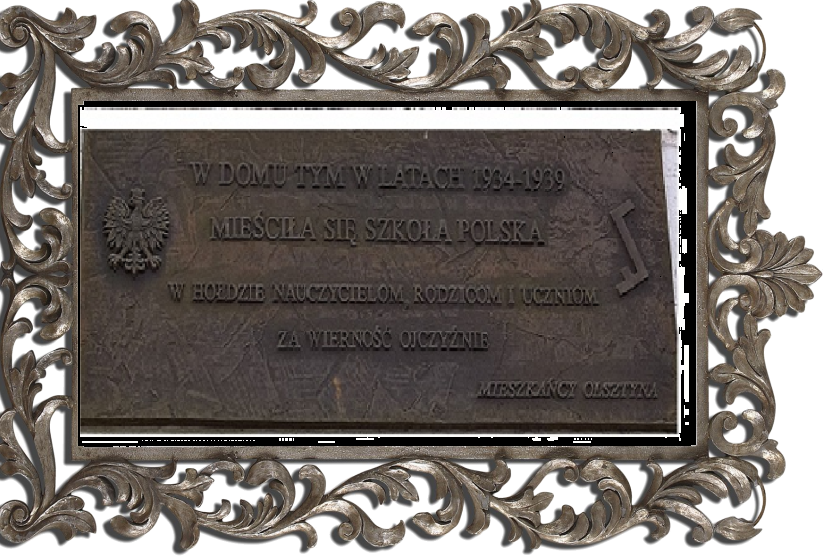 W DOMU TYM W LATACH 1934-1939
MIEŚCIŁA SIĘ SZKOŁA POLSKA
W HOŁDZIE NAUCZYCIELOM, RODZICOM I UCZNIOM
ZA WIERNOŚĆ OJCZYŹNIE
MIESZKAŃCY OLSZTYNA